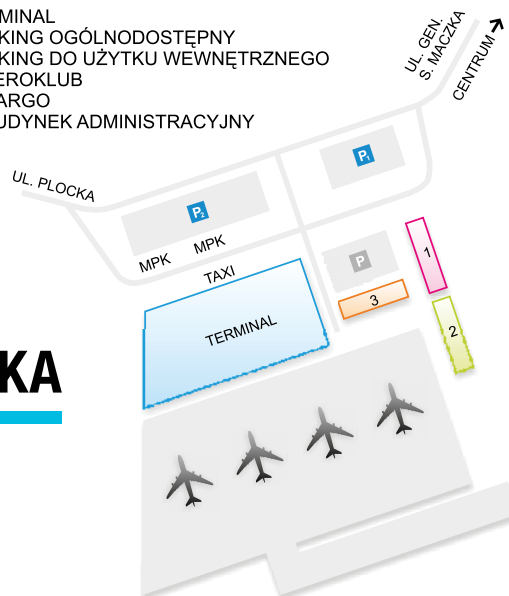 MINAL
KING OGÓLNODOSTĘPNY
KING DO UŻYTKU WEWNĘTRZNEGO
EROKLUB
ARGO
UDYNEK ADMINISTRACYJNY
UL. GEN.
S. MACZKA
CENTRUM
UL. PLOCKA
P1
P2
MPK
MPK
TAXI
P
1
3
2
TERMINAL
KA